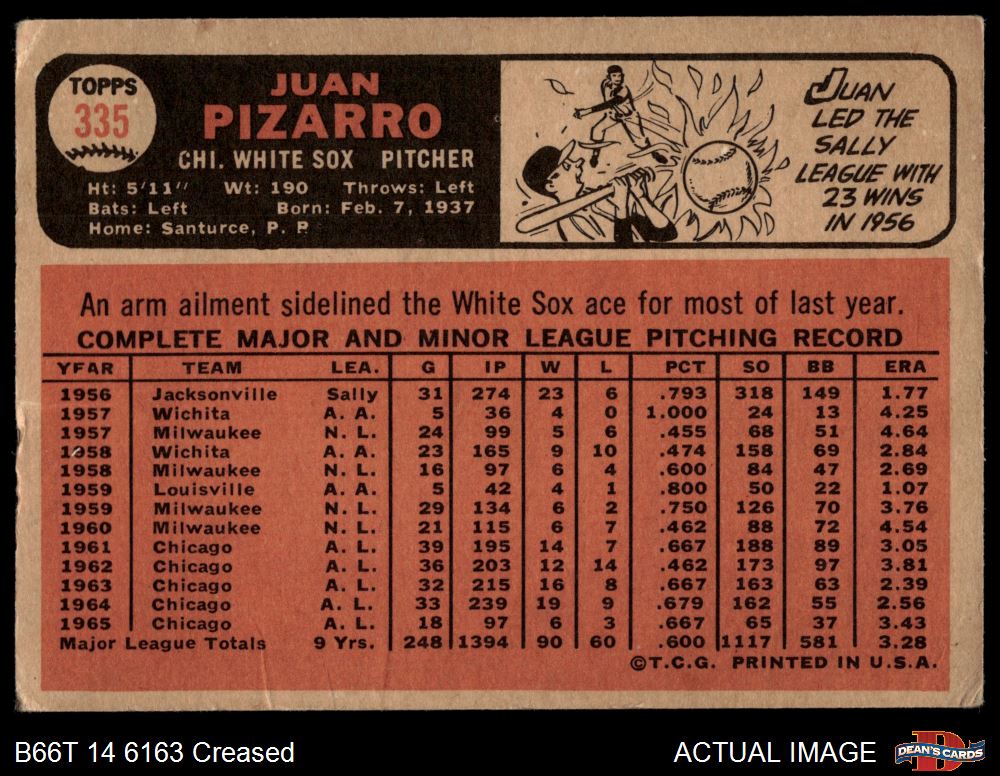 TOPPS
335
JUAN
PIZARRO
CHI. WHITE SOX PITCHER
Ht: 5'11" Wt: 190 Throws: Left
Bats: Left Born: Feb. 7, 1937
Home: Santurce, P. R
JUAN
LED THE
SALLY
LEAGUE WITH
23 WINS
IN 1956
An arm ailment sidelined the White Sox ace for most of last year.
COMPLETE MAJOR AND MINOR LEAGUE PITCHING RECORD
YEAR TEAM LEA. G IP W L PCT SO BB ERA
1956 Jacksonville Sally 31 274 23 6 .793 318 149 1.77
1957 Wichita A. A. 5 36 4 0 1.000 24 13 4.25
1957 Milwaukee N. L. 24 99 5 6 .455 68 51 4.64
1958 Wichita A. A. 23 165 9 10 .474 158 69 2.84
1958 Milwaukee N. L. 16 97 6 4 .600 84 47 2.69
1959 Louisville A. A. 5 42 4 1 .800 50 22 1.07
1959 Milwaukee N. L. 29 134 6 2 .750 126 70 3.76
1960 Milwaukee N. L. 21 115 6 7 .462 88 72 4.54
1961 Chicago A. L. 39 195 14 7 .667 188 89 3.05
1962 Chicago A. L. 36 203 12 14 .462 173 97 3.81
1963 Chicago A. L. 32 215 16 8 .667 163 63 2.39
1964 Chicago A. L. 33 239 19 9 .679 162 55 2.56
1965 Chicago A. L. 18 97 6 3 .667 65 37 3.43
Major League Totals 9 Yrs. 248 1394 90 60 .600 1117 581 3.28
©T.C.G. PRINTED IN U.S.A.
B66T 14 6163 Creased
ACTUAL IMAGE
D
DEAN'S CARDS